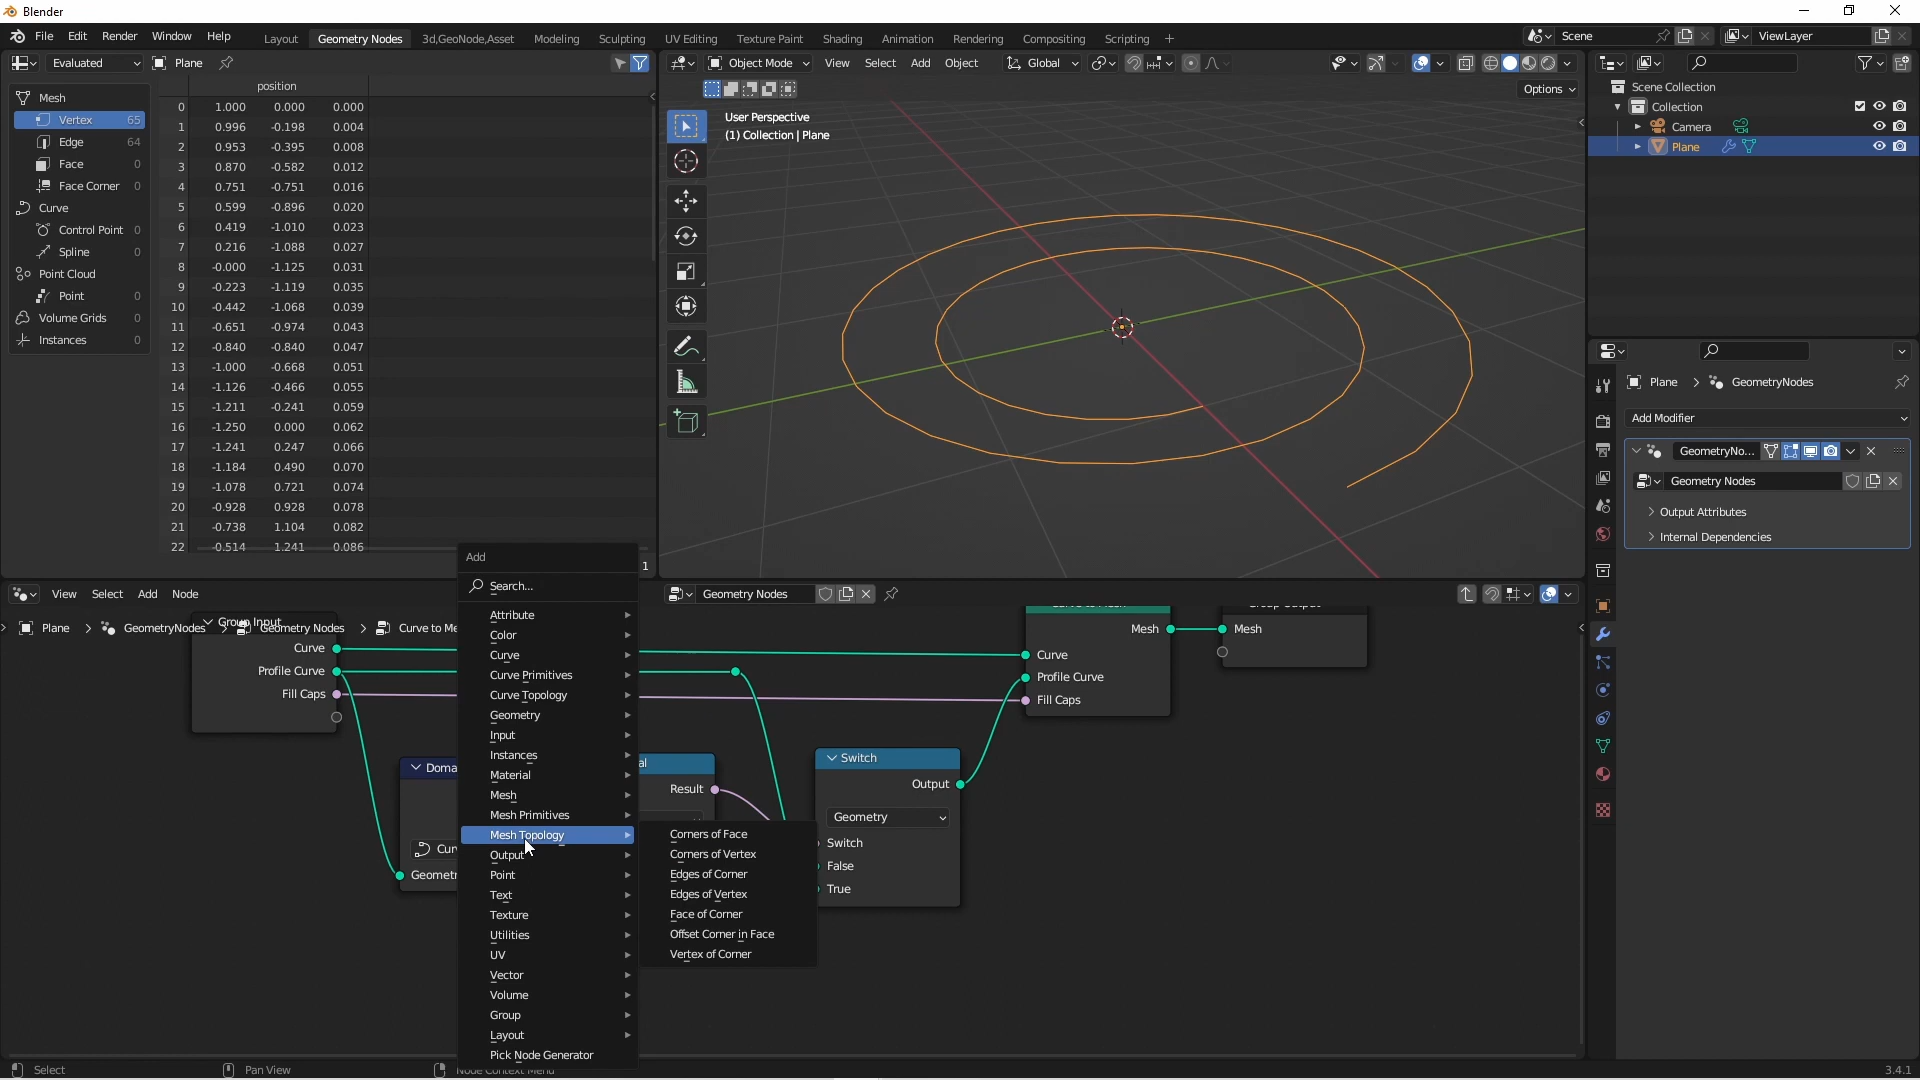 Blender
File Edit Render Window Help
Layout Geometry Nodes 3d,GeoNode,Asset Modeling Sculpting UV Editing Texture Paint Shading Animation Rendering Compositing Scripting
Scene ViewLayer
Evaluated Plane
position
Mesh
Vertex 65
Edge 64
Face 0
Face Corner 0
Curve
Control Point 0
Spline 0
Point Cloud
Point 0
Volume Grids 0
Instances 0
0 1.000 0.000 0.000
1 0.996 -0.198 0.004
2 0.953 -0.395 0.008
3 0.870 -0.582 0.012
4 0.751 -0.751 0.016
5 0.599 -0.896 0.020
6 0.419 -1.010 0.023
7 0.216 -1.088 0.027
8 -0.000 -1.125 0.031
9 -0.223 -1.119 0.035
10 -0.442 -1.068 0.039
11 -0.651 -0.974 0.043
12 -0.840 -0.840 0.047
13 -1.000 -0.668 0.051
14 -1.126 -0.466 0.055
15 -1.211 -0.241 0.059
16 -1.250 0.000 0.062
17 -1.241 0.247 0.066
18 -1.184 0.490 0.070
19 -1.078 0.721 0.074
20 -0.928 0.928 0.078
21 -0.738 1.104 0.082
22 -0.514 1.241 0.086
1
Object Mode View Select Add Object Global
Options
User Perspective
(1) Collection | Plane
Scene Collection
Collection
Camera
Plane
Plane GeometryNodes
Add Modifier
GeometryNo...
Geometry Nodes
Output Attributes
Internal Dependencies
View Select Add Node
Geometry Nodes
Plane GeometryNodes Geometry Nodes Curve to Me
Group Input
Curve
Profile Curve
Fill Caps
Doma
Cur
Geometr
al
Result
Switch
Output
Geometry
Switch
False
True
Curve to Mesh
Mesh
Curve
Profile Curve
Fill Caps
Group Output
Mesh
Add
Search...
Attribute
Color
Curve
Curve Primitives
Curve Topology
Geometry
Input
Instances
Material
Mesh
Mesh Primitives
Mesh Topology
Output
Point
Text
Texture
Utilities
UV
Vector
Volume
Group
Layout
Pick Node Generator
Corners of Face
Corners of Vertex
Edges of Corner
Edges of Vertex
Face of Corner
Offset Corner in Face
Vertex of Corner
Select Pan View Node Context Menu 3.4.1